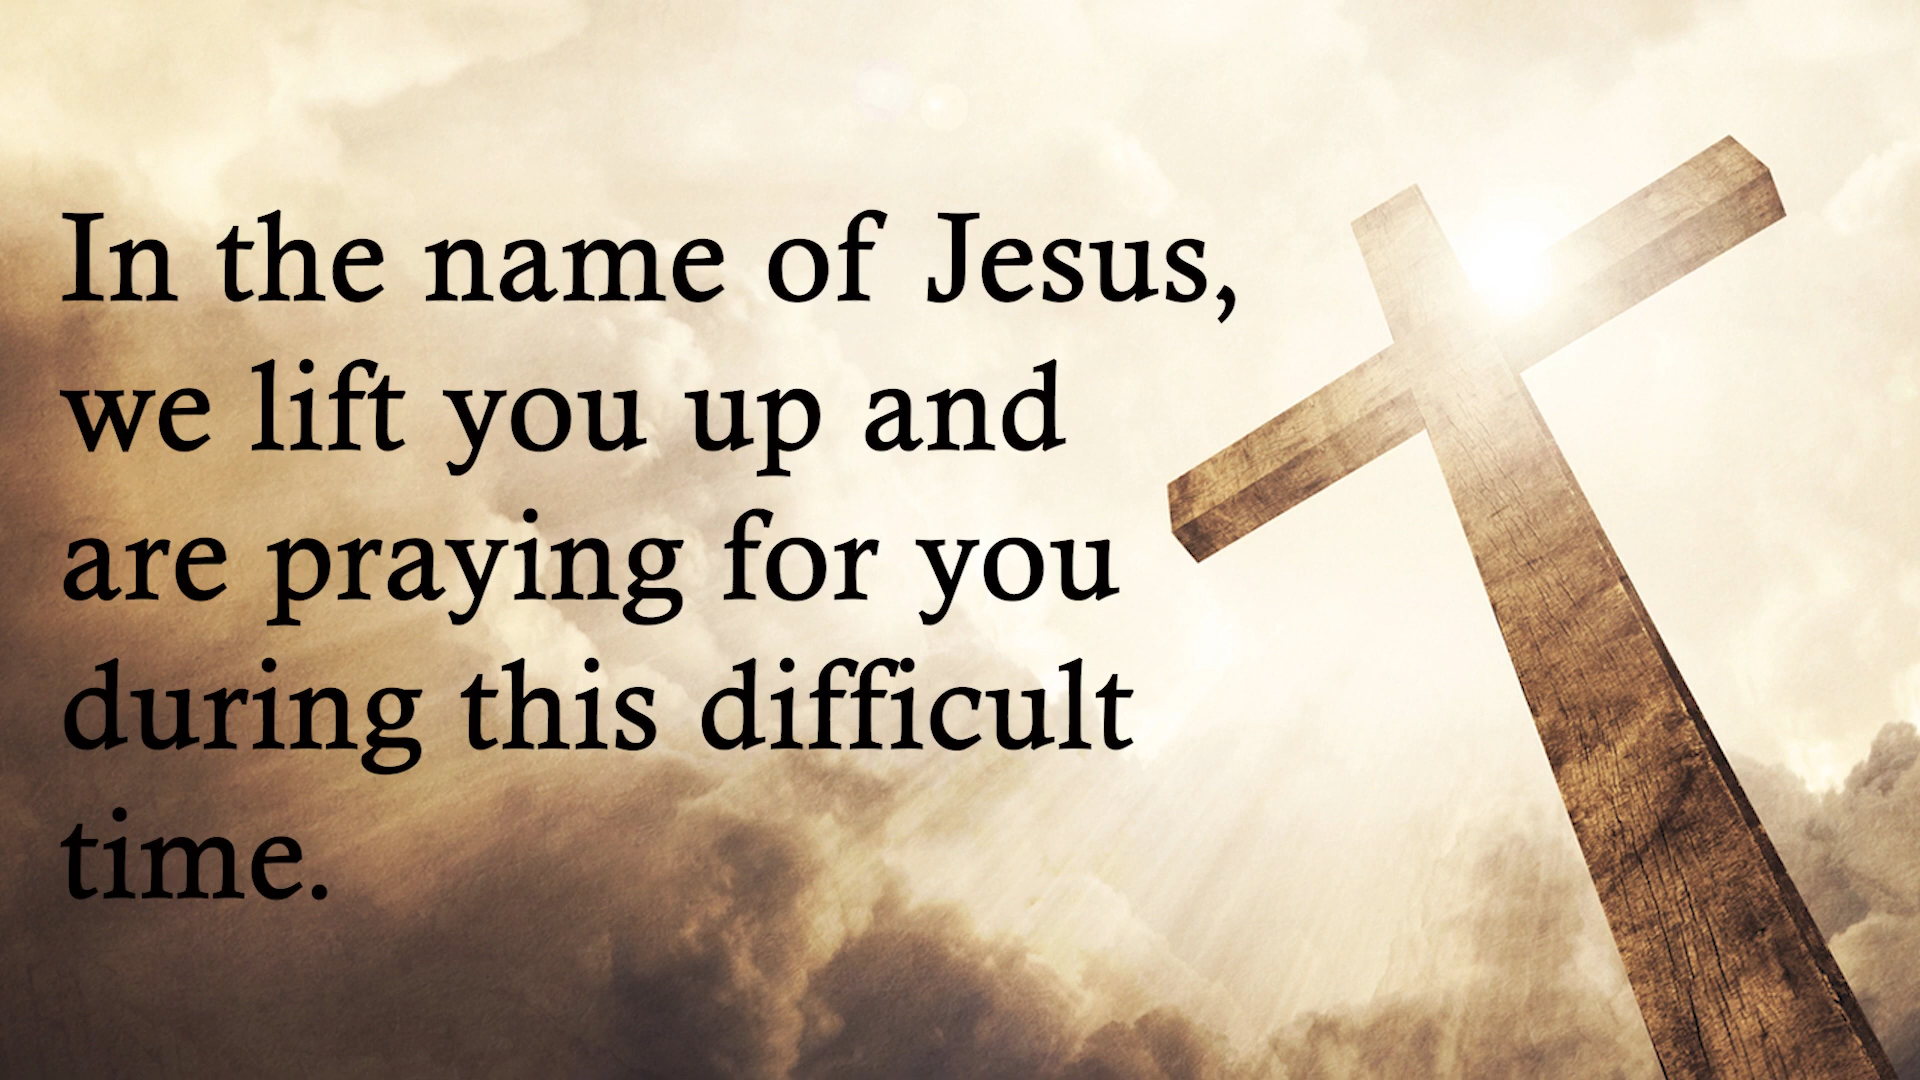 In the name of Jesus,
we lift you up and
are praying for you
during this difficult
time.